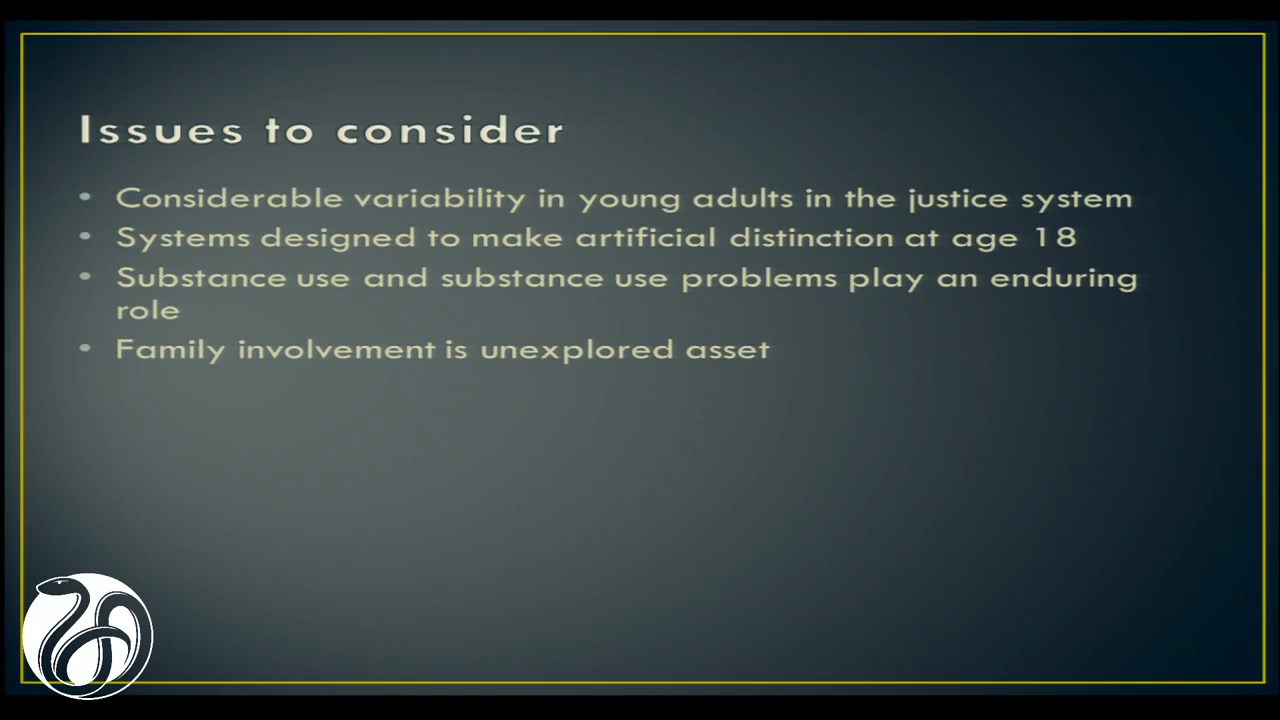 Issues to consider
• Considerable variability in young adults in the justice system
• Systems designed to make artificial distinction at age 18
• Substance use and substance use problems play an enduring
role
• Family involvement is unexplored asset